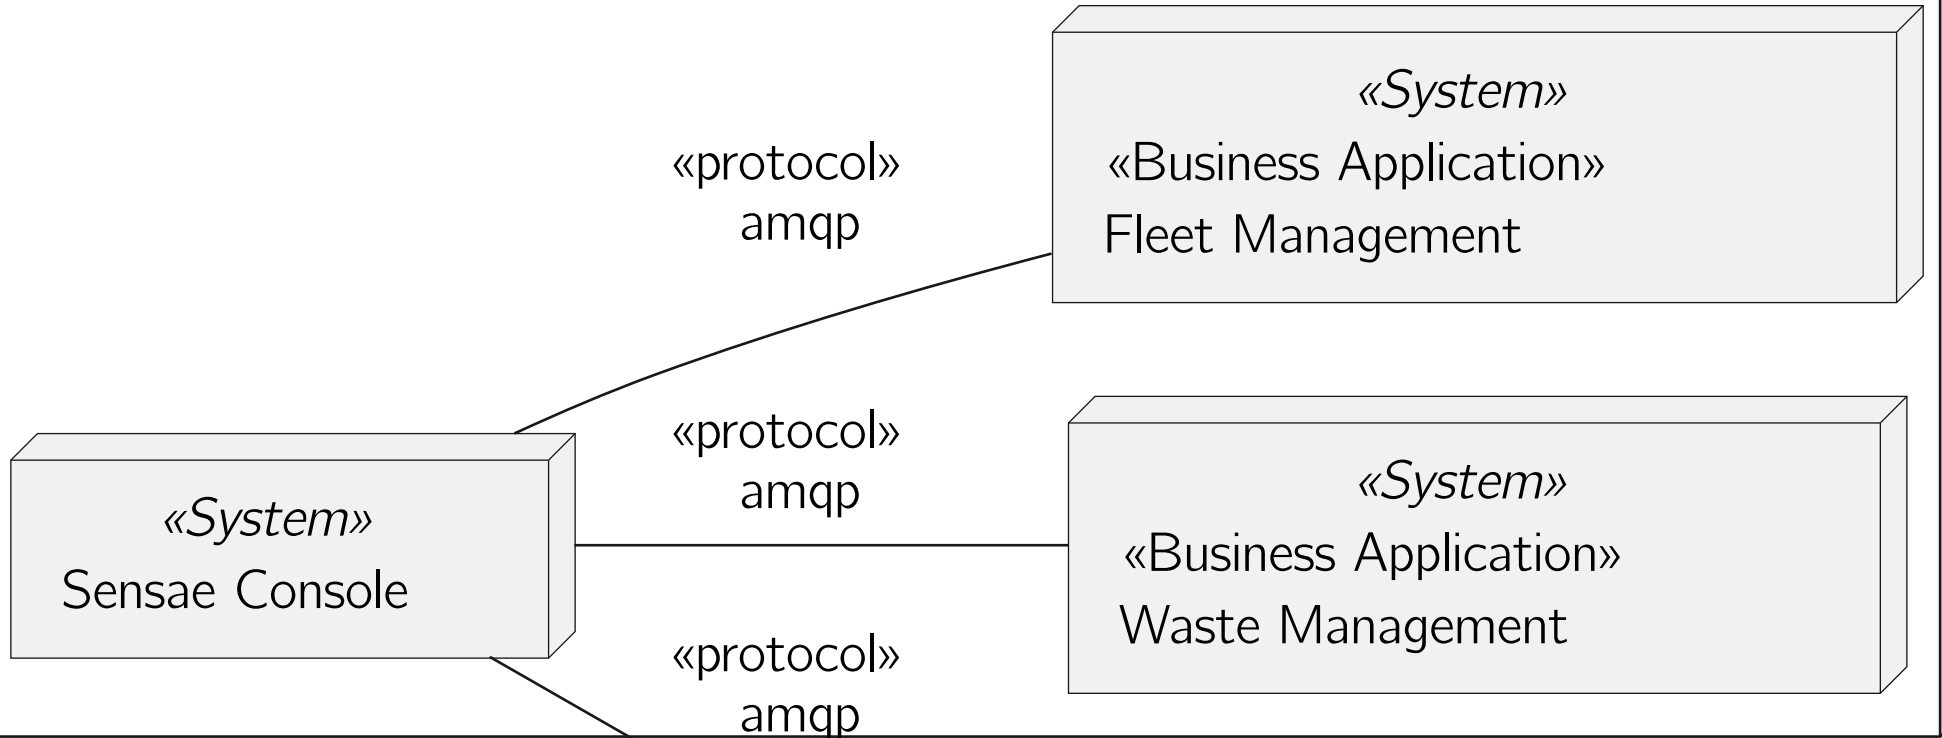 «System»
«Business Application»
Fleet Management
«protocol»
amqp
«protocol»
amqp
«System»
«Business Application»
Waste Management
«System»
Sensae Console
«protocol»
amqp